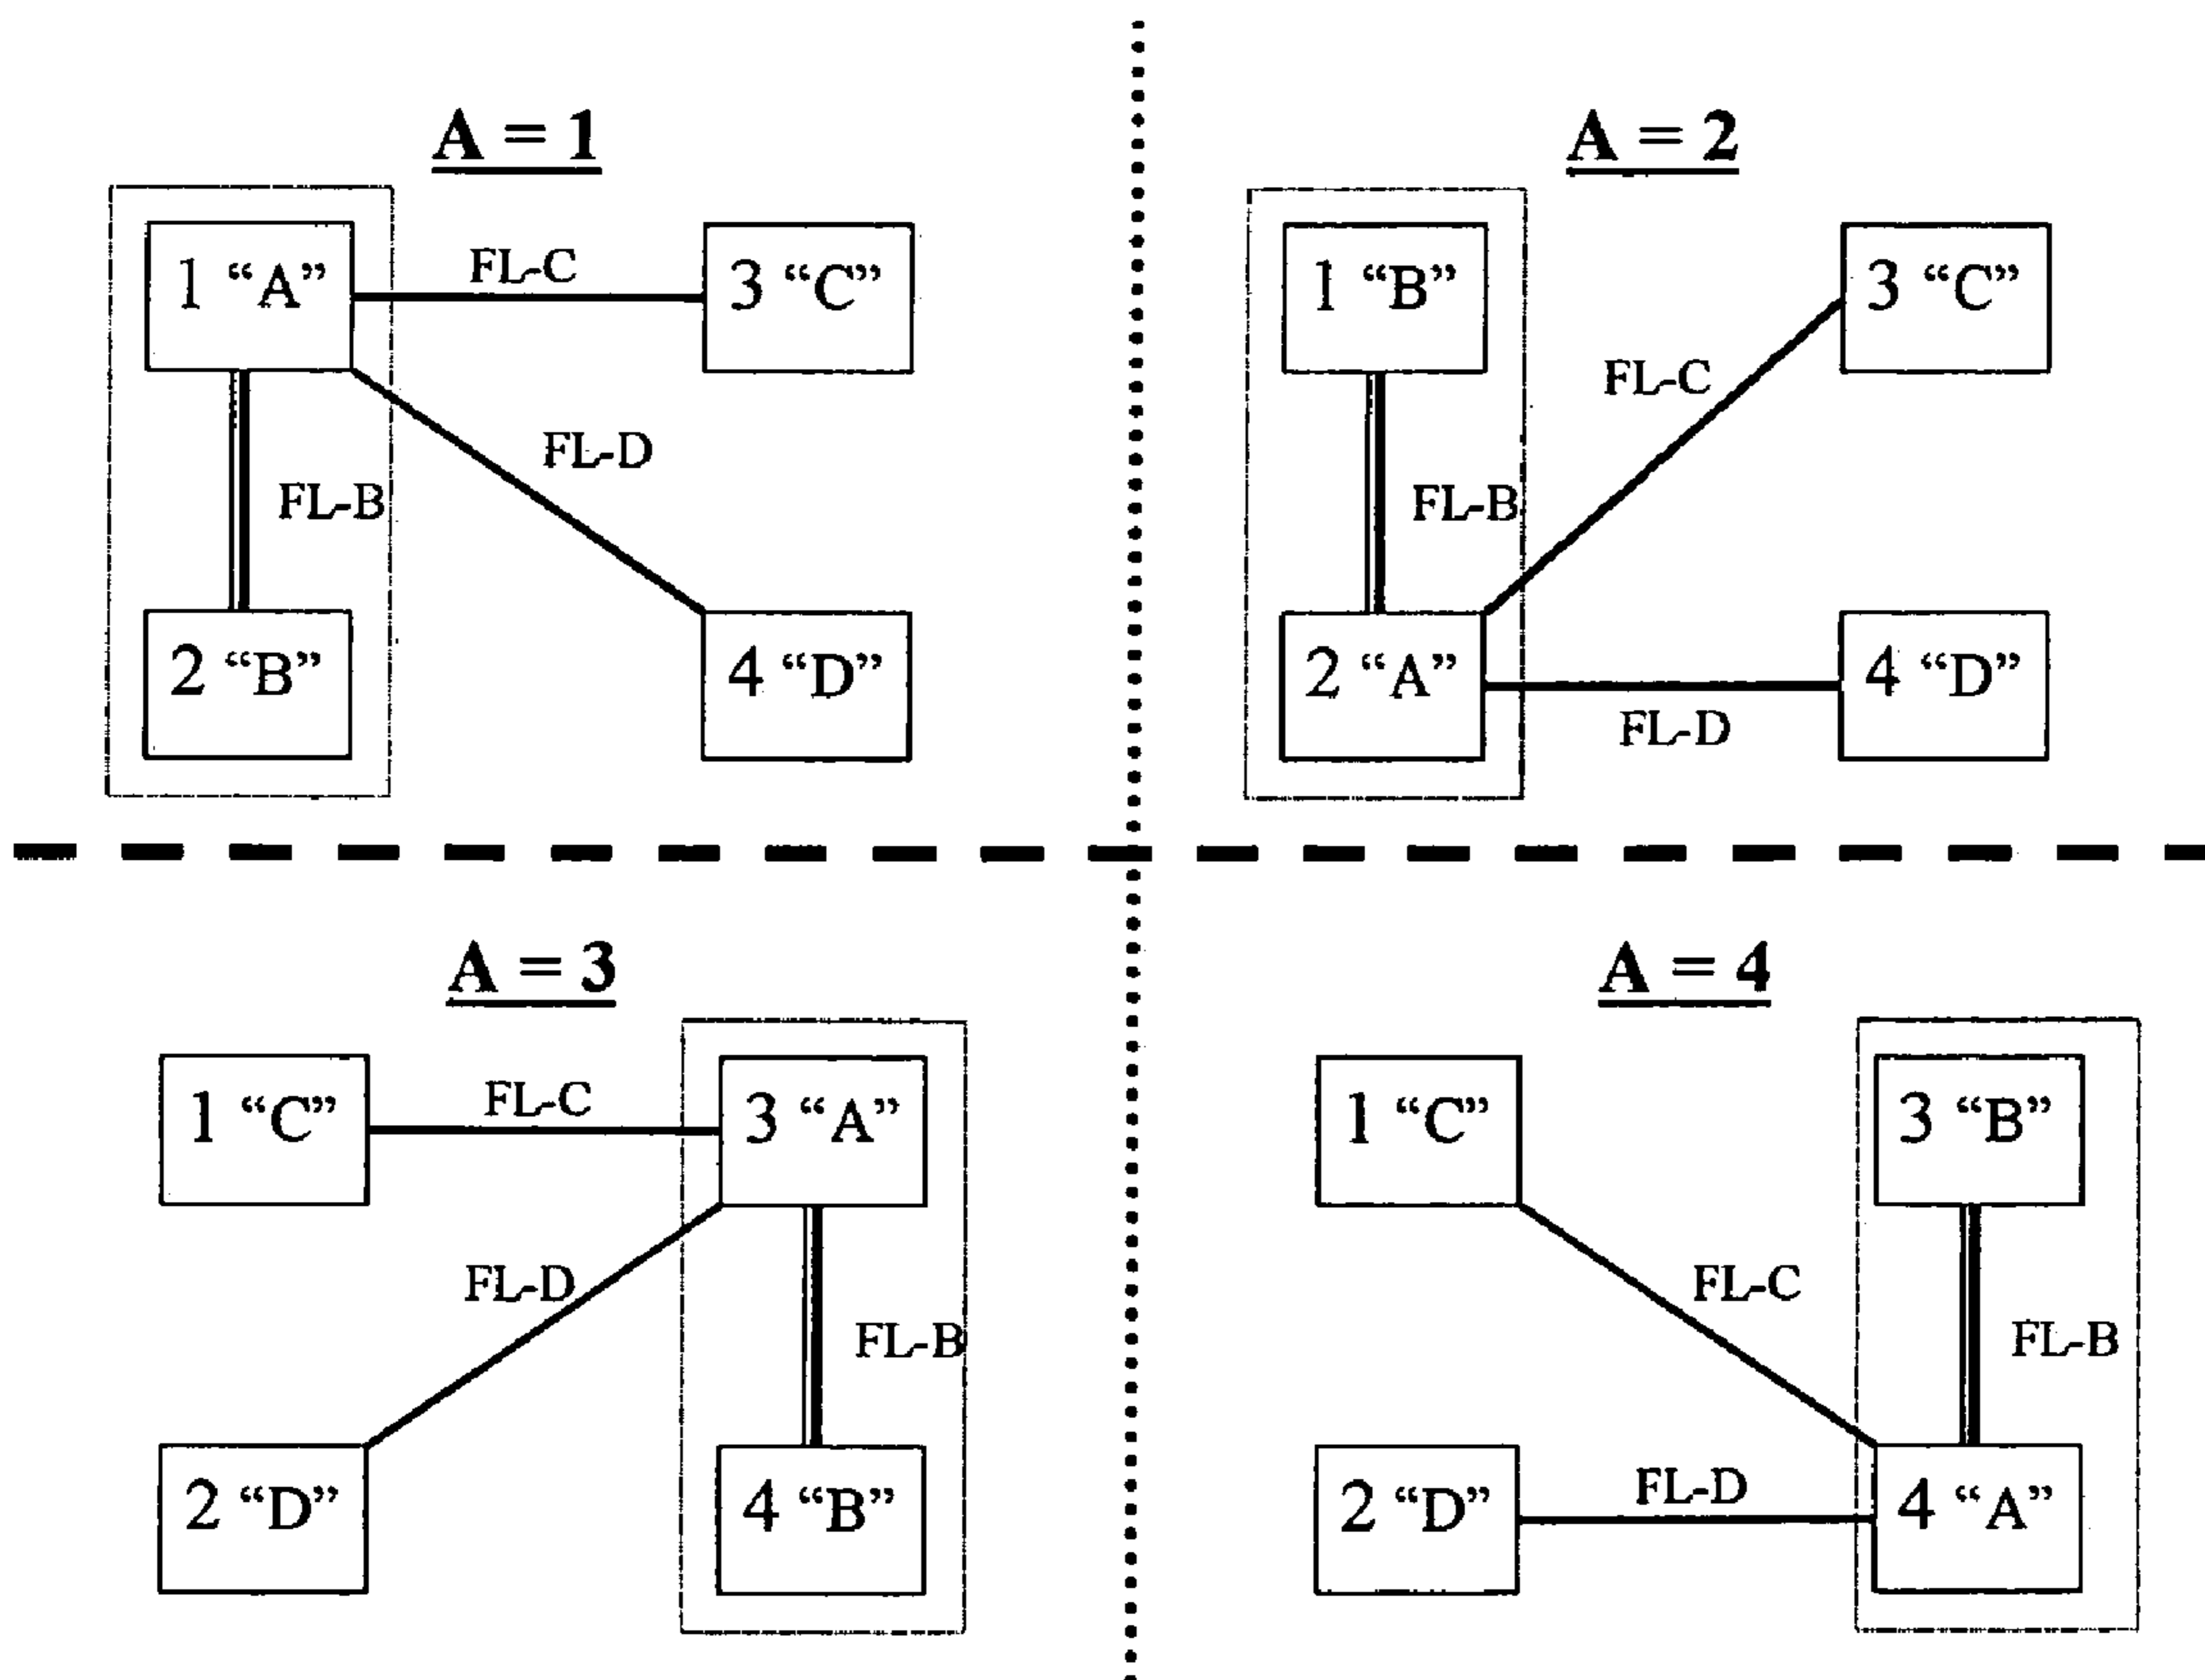 A = 1
1 “A”
FL-C
3 “C”
FL-D
FL-B
2 “B”
4 “D”
A = 2
1 “B”
3 “C”
FL-C
FL-B
2 “A”
4 “D”
FL-D
A = 3
1 “C”
FL-C
3 “A”
FL-D
FL-B
2 “D”
4 “B”
A = 4
1 “C”
3 “B”
FL-C
FL-B
2 “D”
FL-D
4 “A”